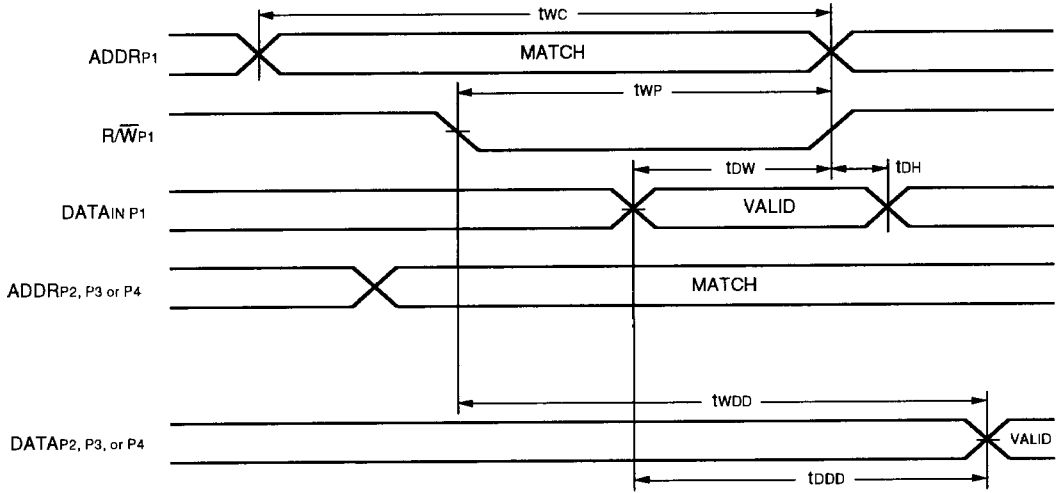 tWC
ADDRP1
MATCH
tWP
R/W̅P1
tDW
tDH
DATAIN P1
VALID
ADDRP2, P3 or P4
MATCH
tWDD
DATAP2, P3, or P4
VALID
tDDD